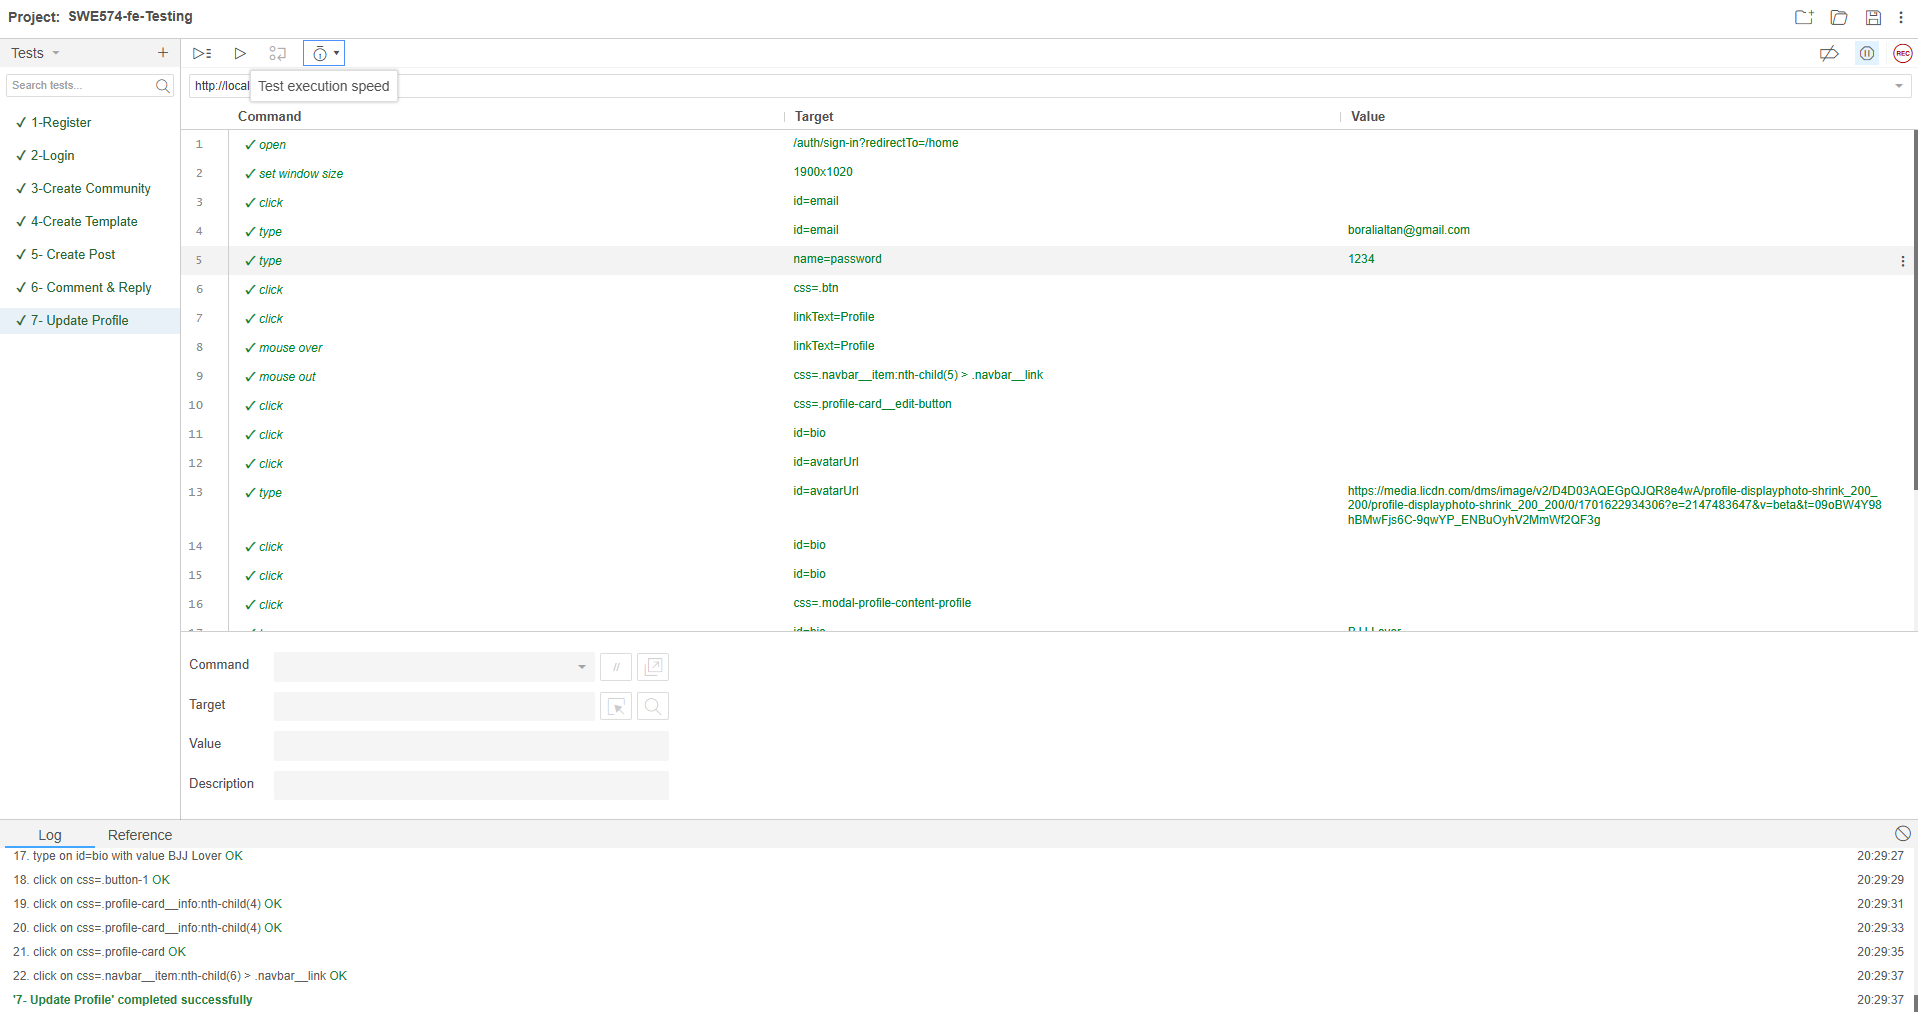 Project: SWE574-fe-Testing
Tests
Search tests...
✓ 1-Register
✓ 2-Login
✓ 3-Create Community
✓ 4-Create Template
✓ 5- Create Post
✓ 6- Comment & Reply
✓ 7- Update Profile
REC
http://local
Test execution speed
Command Target Value
1 ✓ open /auth/sign-in?redirectTo=/home
2 ✓ set window size 1900x1020
3 ✓ click id=email
4 ✓ type id=email boralialtan@gmail.com
5 ✓ type name=password 1234
6 ✓ click css=.btn
7 ✓ click linkText=Profile
8 ✓ mouse over linkText=Profile
9 ✓ mouse out css=.navbar__item:nth-child(5) > .navbar__link
10 ✓ click css=.profile-card__edit-button
11 ✓ click id=bio
12 ✓ click id=avatarUrl
13 ✓ type id=avatarUrl https://media.licdn.com/dms/image/v2/D4D03AQEGpQJQR8e4wA/profile-displayphoto-shrink_200_
200/profile-displayphoto-shrink_200_200/0/1701622934306?e=2147483647&v=beta&t=09oBW4Y98
hBMwFjs6C-9qwYP_ENBuOyhV2MmWf2QF3g
14 ✓ click id=bio
15 ✓ click id=bio
16 ✓ click css=.modal-profile-content-profile
Command //
Target
Value
Description
Log Reference
17. type on id=bio with value BJJ Lover OK 20:29:27
18. click on css=.button-1 OK 20:29:29
19. click on css=.profile-card__info:nth-child(4) OK 20:29:31
20. click on css=.profile-card__info:nth-child(4) OK 20:29:33
21. click on css=.profile-card OK 20:29:35
22. click on css=.navbar__item:nth-child(6) > .navbar__link OK 20:29:37
'7- Update Profile' completed successfully 20:29:37